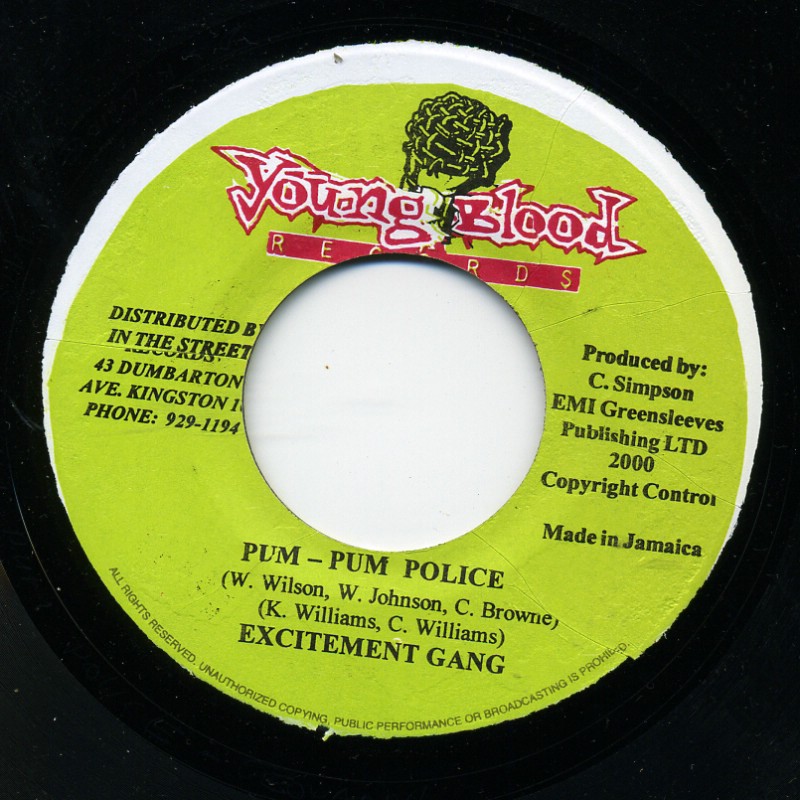 Young Blood
RECORDS
DISTRIBUTED BY
IN THE STREET
RECORDS
43 DUMBARTON
AVE. KINGSTON
PHONE: 929-1194
Produced by:
C. Simpson
EMI Greensleeves
Publishing LTD
2000
Copyright Control
Made in Jamaica
PUM – PUM POLICE
(W. Wilson, W. Johnson, C. Browne,
(K. Williams, C. Williams)
EXCITEMENT GANG
ALL RIGHTS RESERVED. UNAUTHORIZED COPYING, PUBLIC PERFORMANCE OR BROADCASTING IS PROHIBITED.